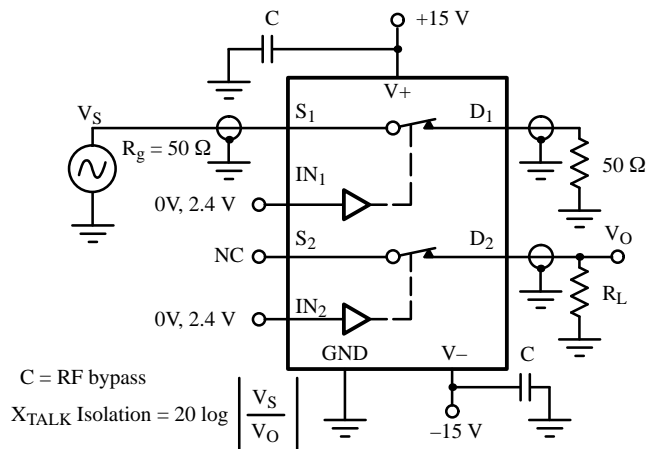 C
+15 V
V+
V_S
S_1
D_1
R_g = 50 Ω
50 Ω
IN_1
0V, 2.4 V
S_2
D_2
V_O
NC
R_L
IN_2
0V, 2.4 V
GND
V–
C
C = RF bypass
X_TALK Isolation = 20 log | V_S / V_O |
–15 V